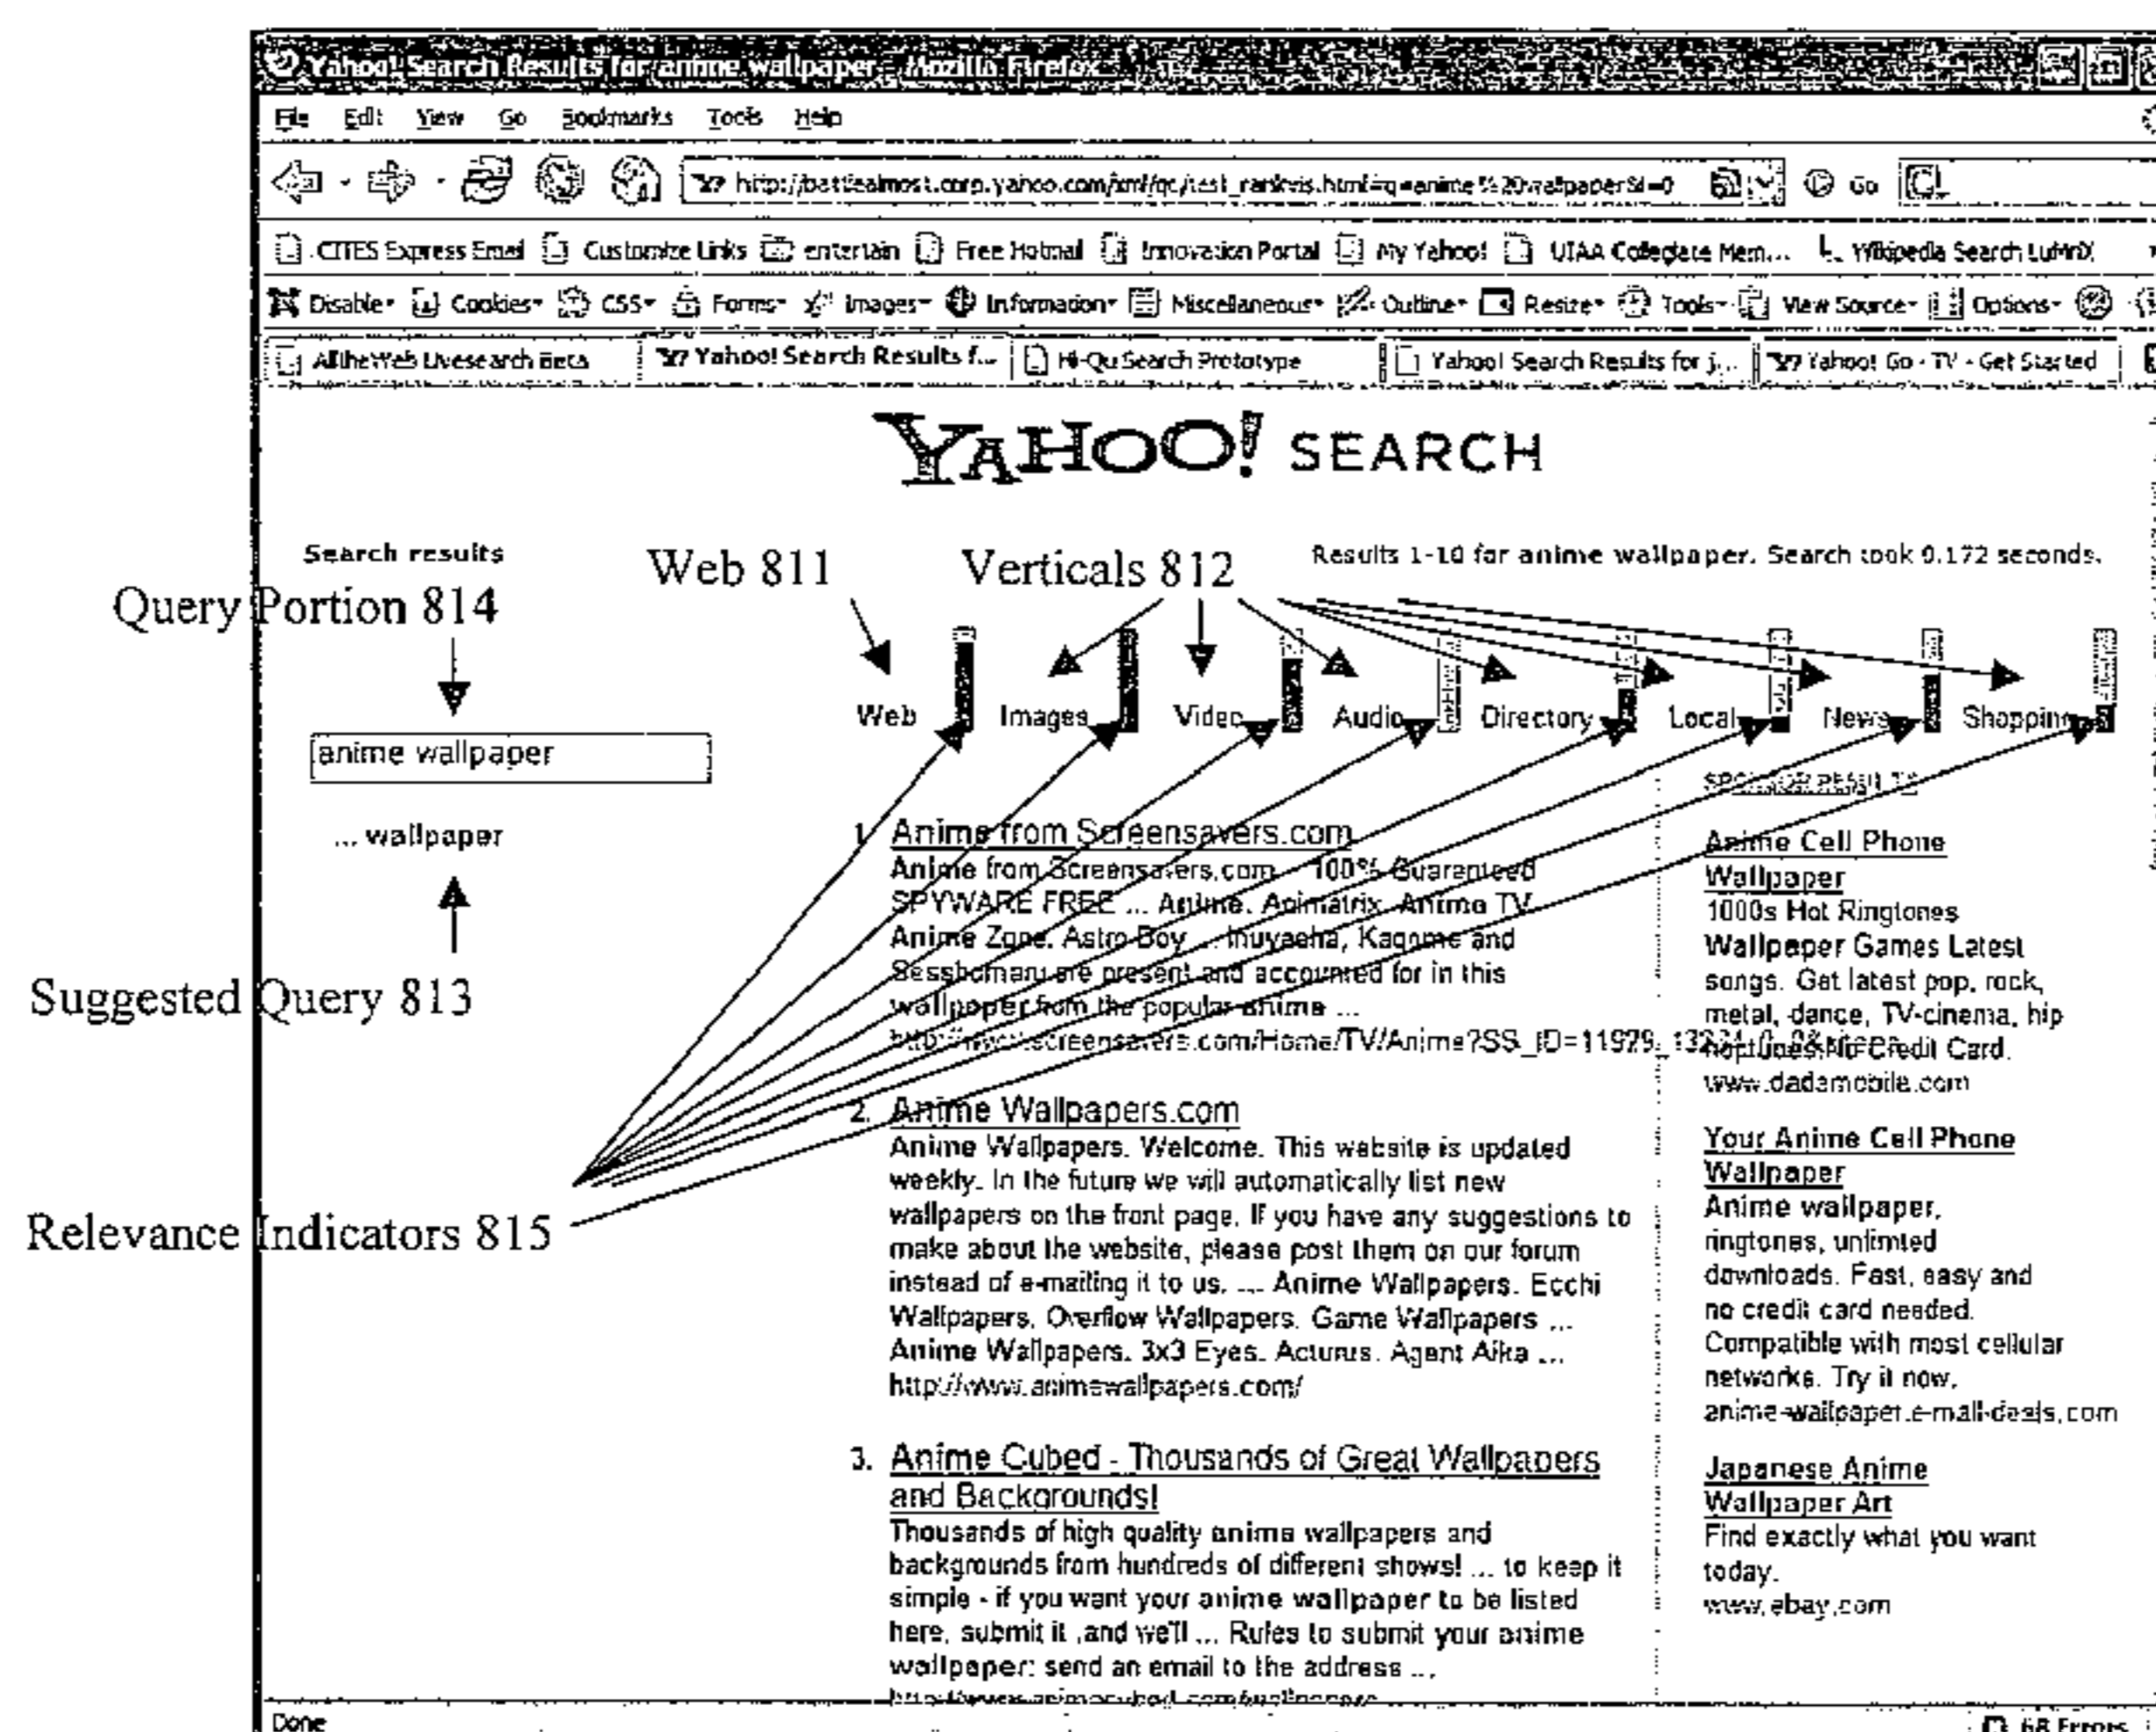 Yahoo! Search Results for anime wallpaper - Mozilla Firefox
File Edit View Go Bookmarks Tools Help
Go
CITES Express Email Customize Links entertain Free Hotmail Innovation Portal My Yahoo! UIAA Collegiate Mem... Wikipedia Search
Disable Cookies CSS Forms Images Information Miscellaneous Outline Resize Tools View Source Options
AlltheWeb Livesearch Beta Yahoo! Search Results f... Hi-Qu Search Prototype Yahoo! Search Results for j... Yahoo! Go - TV - Get Started
YAHOO! SEARCH
Search results Results 1-10 for anime wallpaper. Search took 0.172 seconds.
Query Portion 814 Web 811 Verticals 812
Web Images Video Audio Directory Local News Shopping
anime wallpaper
... wallpaper
Suggested Query 813
Relevance Indicators 815
1. Anime from Screensavers.com
Anime from Screensavers.com 100% Guaranteed
SPYWARE FREE ... Anime. Animatrix. Anime TV.
Anime Zone. Astro Boy ... Inuyasha, Kagome and
Sesshomaru are present and accounted for in this
wallpaper from the popular anime ...
2. Anime Wallpapers.com
Anime Wallpapers. Welcome. This website is updated
weekly. In the future we will automatically list new
wallpapers on the front page. If you have any suggestions to
make about the website, please post them on our forum
instead of e-mailing it to us. ... Anime Wallpapers. Ecchi
Wallpapers. Overflow Wallpapers. Game Wallpapers ...
Anime Wallpapers. 3x3 Eyes. Acturus. Agent Aika ...
http://www.animewallpapers.com/
3. Anime Cubed - Thousands of Great Wallpapers
and Backgrounds!
Thousands of high quality anime wallpapers and
backgrounds from hundreds of different shows! ... to keep it
simple - if you want your anime wallpaper to be listed
here, submit it ,and we'll ... Rules to submit your anime
wallpaper: send an email to the address ...
SPONSOR RESULTS
Anime Cell Phone
Wallpaper
1000s Hot Ringtones
Wallpaper Games Latest
songs. Get latest pop, rock,
metal, dance, TV-cinema, hip
hop tunes. No Credit Card.
www.dadamobile.com
Your Anime Cell Phone
Wallpaper
Anime wallpaper,
ringtones, unlimted
downloads. Fast, easy and
no credit card needed.
Compatible with most cellular
networks. Try it now.
anime-wallpaper.e-mall-deals.com
Japanese Anime
Wallpaper Art
Find exactly what you want
today.
www.ebay.com
Done 68 Errors